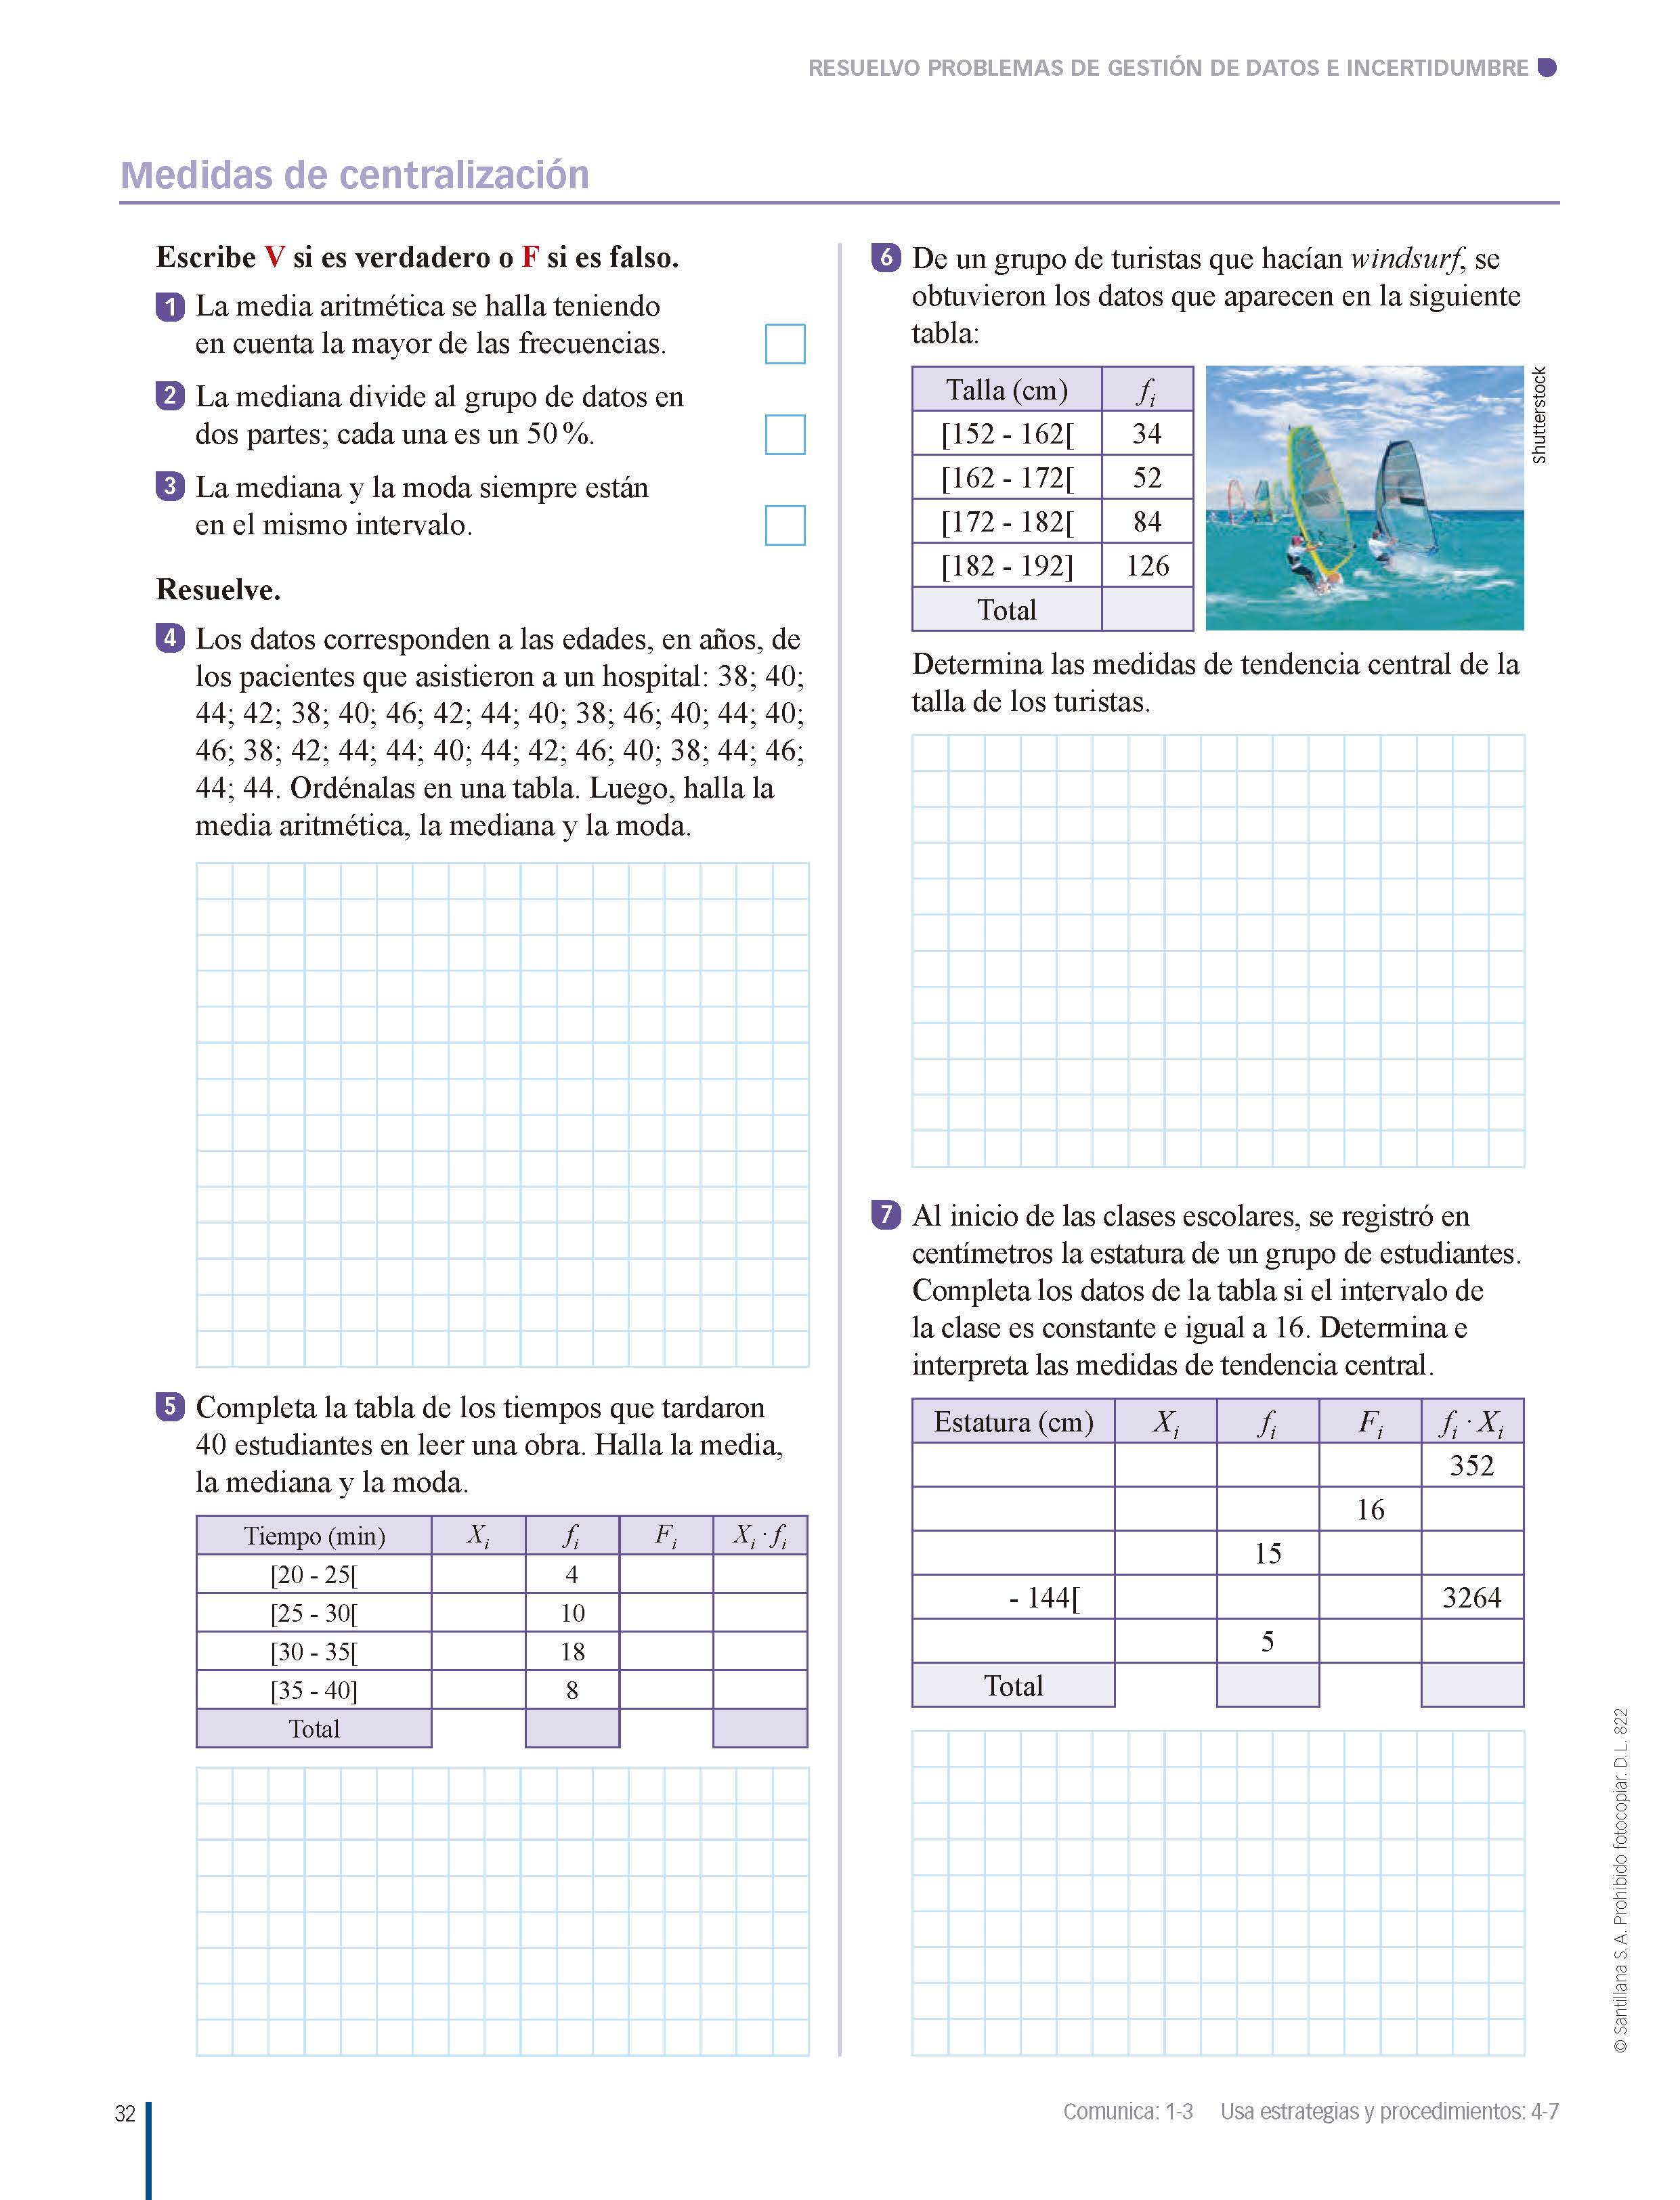 RESUELVO PROBLEMAS DE GESTIÓN DE DATOS E INCERTIDUMBRE
Medidas de centralización
Escribe V si es verdadero o F si es falso.
1 La media aritmética se halla teniendo
en cuenta la mayor de las frecuencias.
2 La mediana divide al grupo de datos en
dos partes; cada una es un 50 %.
3 La mediana y la moda siempre están
en el mismo intervalo.
Resuelve.
4 Los datos corresponden a las edades, en años, de
los pacientes que asistieron a un hospital: 38; 40;
44; 42; 38; 40; 46; 42; 44; 40; 38; 46; 40; 44; 40;
46; 38; 42; 44; 44; 40; 44; 42; 46; 40; 38; 44; 46;
44; 44. Ordénalas en una tabla. Luego, halla la
media aritmética, la mediana y la moda.
5 Completa la tabla de los tiempos que tardaron
40 estudiantes en leer una obra. Halla la media,
la mediana y la moda.
Tiempo (min) Xi fi Fi Xi · fi
[20 - 25[ 4
[25 - 30[ 10
[30 - 35[ 18
[35 - 40] 8
Total
6 De un grupo de turistas que hacían windsurf, se
obtuvieron los datos que aparecen en la siguiente
tabla:
Talla (cm) fi
[152 - 162[ 34
[162 - 172[ 52
[172 - 182[ 84
[182 - 192] 126
Total
Shutterstock
Determina las medidas de tendencia central de la
talla de los turistas.
7 Al inicio de las clases escolares, se registró en
centímetros la estatura de un grupo de estudiantes.
Completa los datos de la tabla si el intervalo de
la clase es constante e igual a 16. Determina e
interpreta las medidas de tendencia central.
Estatura (cm) Xi fi Fi fi · Xi
352
16
15
- 144[ 3264
5
Total
© Santillana S. A. Prohibido fotocopiar. D. L. 822
32
Comunica: 1-3 Usa estrategias y procedimientos: 4-7